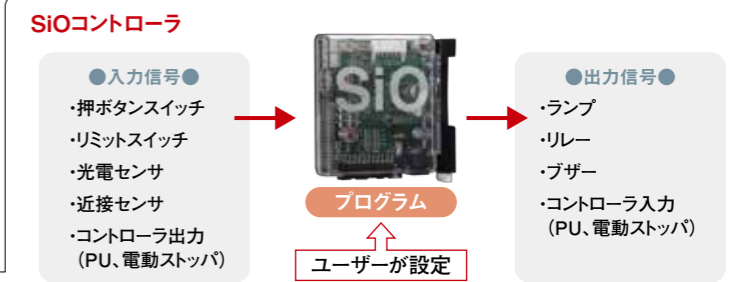 SiOコントローラ
●入力信号●
・押ボタンスイッチ
・リミットスイッチ
・光電センサ
・近接センサ
・コントローラ出力
（PU、電動ストッパ）
SiO
プログラム
ユーザーが設定
●出力信号●
・ランプ
・リレー
・ブザー
・コントローラ入力
（PU、電動ストッパ）